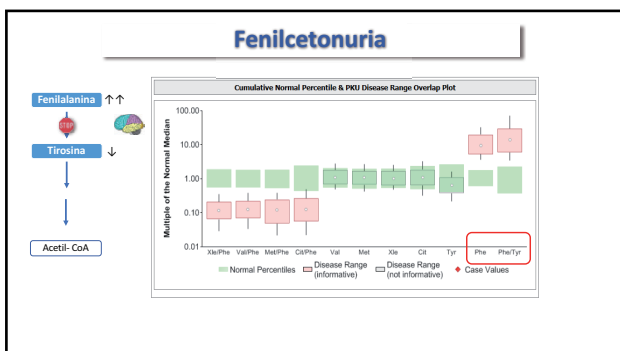 Fenilcetonuria
Fenilalanina ↑↑
STOP
Tirosina ↓
Acetil- CoA
Cumulative Normal Percentile & PKU Disease Range Overlap Plot
Multiple of the Normal Median
100.00
10.00
1.00
0.10
0.01
Xle/Phe Val/Phe Met/Phe Cit/Phe Val Met Xle Cit Tyr Phe Phe/Tyr
Normal Percentiles
Disease Range
(informative)
Disease Range
(not informative)
Case Values